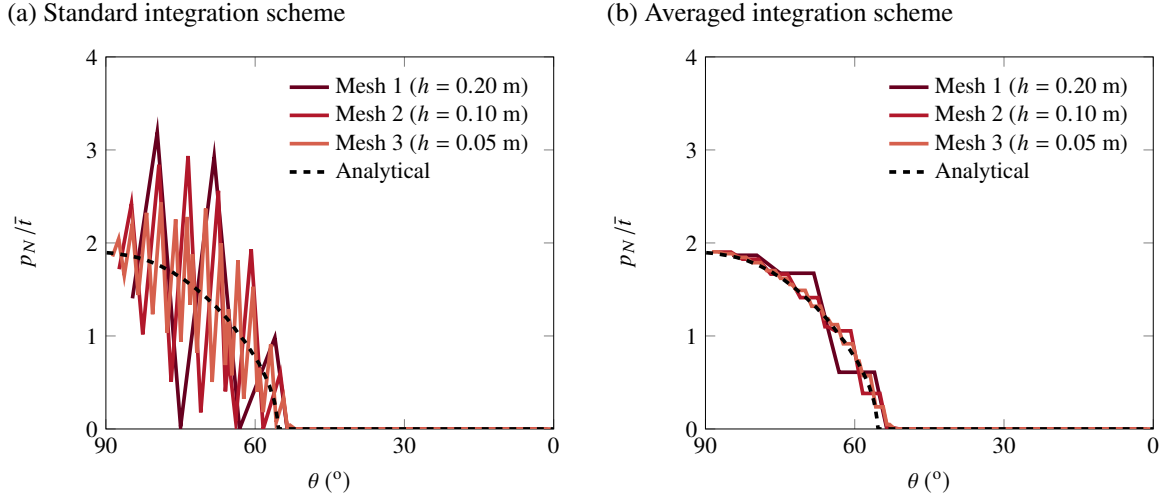 (a) Standard integration scheme
4
3
2
1
0
90
60
30
0
p_N/t̄
θ (°)
Mesh 1 (h = 0.20 m)
Mesh 2 (h = 0.10 m)
Mesh 3 (h = 0.05 m)
Analytical
(b) Averaged integration scheme
4
3
2
1
0
90
60
30
0
p_N/t̄
θ (°)
Mesh 1 (h = 0.20 m)
Mesh 2 (h = 0.10 m)
Mesh 3 (h = 0.05 m)
Analytical